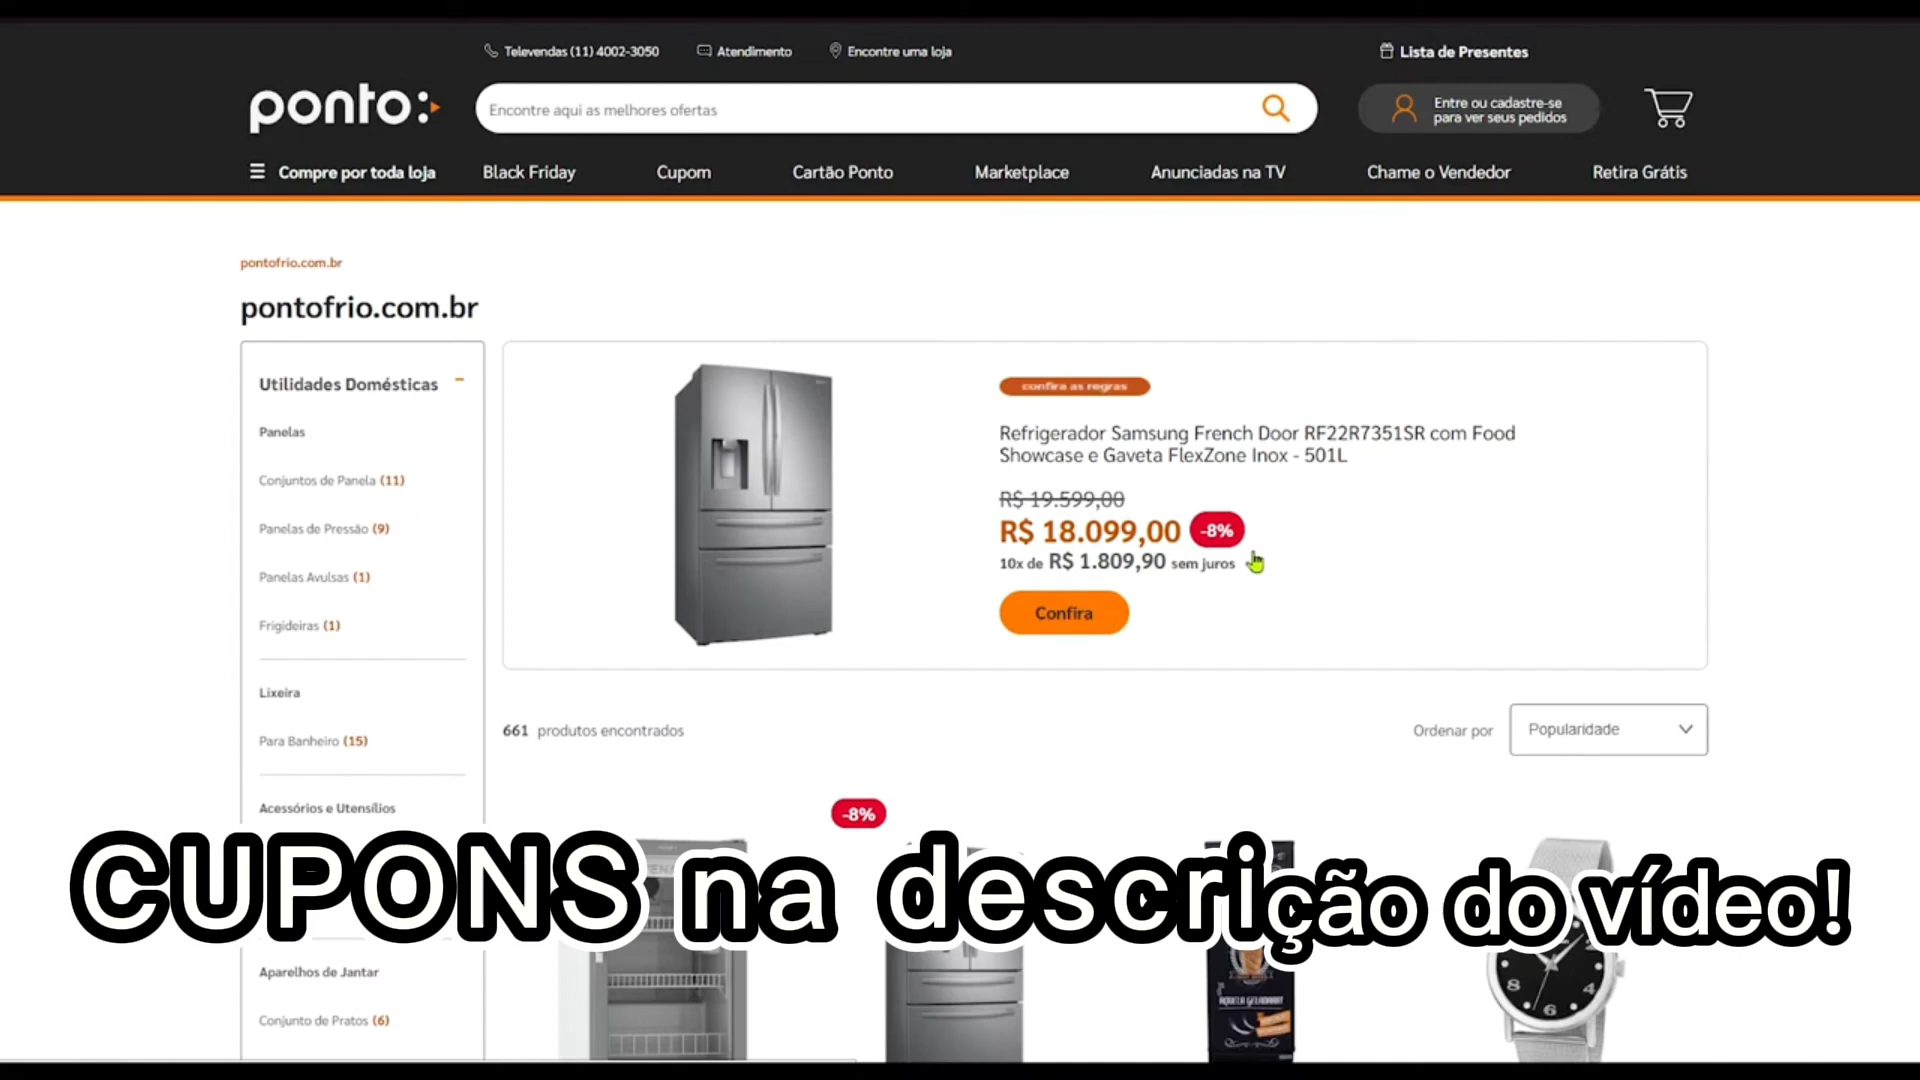 Televendas (11) 4002-3050
Atendimento
Encontre uma loja
Lista de Presentes
ponto:
Encontre aqui as melhores ofertas
Entre ou cadastre-se
para ver seus pedidos
Compre por toda loja
Black Friday
Cupom
Cartão Ponto
Marketplace
Anunciadas na TV
Chame o Vendedor
Retira Grátis
pontofrio.com.br
pontofrio.com.br
Utilidades Domésticas
Panelas
Conjuntos de Panela (11)
Panelas de Pressão (9)
Panelas Avulsas (1)
Frigideiras (1)
Lixeira
Para Banheiro (15)
Acessórios e Utensílios
Aparelhos de Jantar
Conjunto de Pratos (6)
confira as regras
Refrigerador Samsung French Door RF22R7351SR com Food
Showcase e Gaveta FlexZone Inox - 501L
R$ 19.599,00
R$ 18.099,00 -8%
10x de R$ 1.809,90 sem juros
Confira
661 produtos encontrados
Ordenar por
Popularidade
-8%
CUPONS na descrição do vídeo!
8
6
4